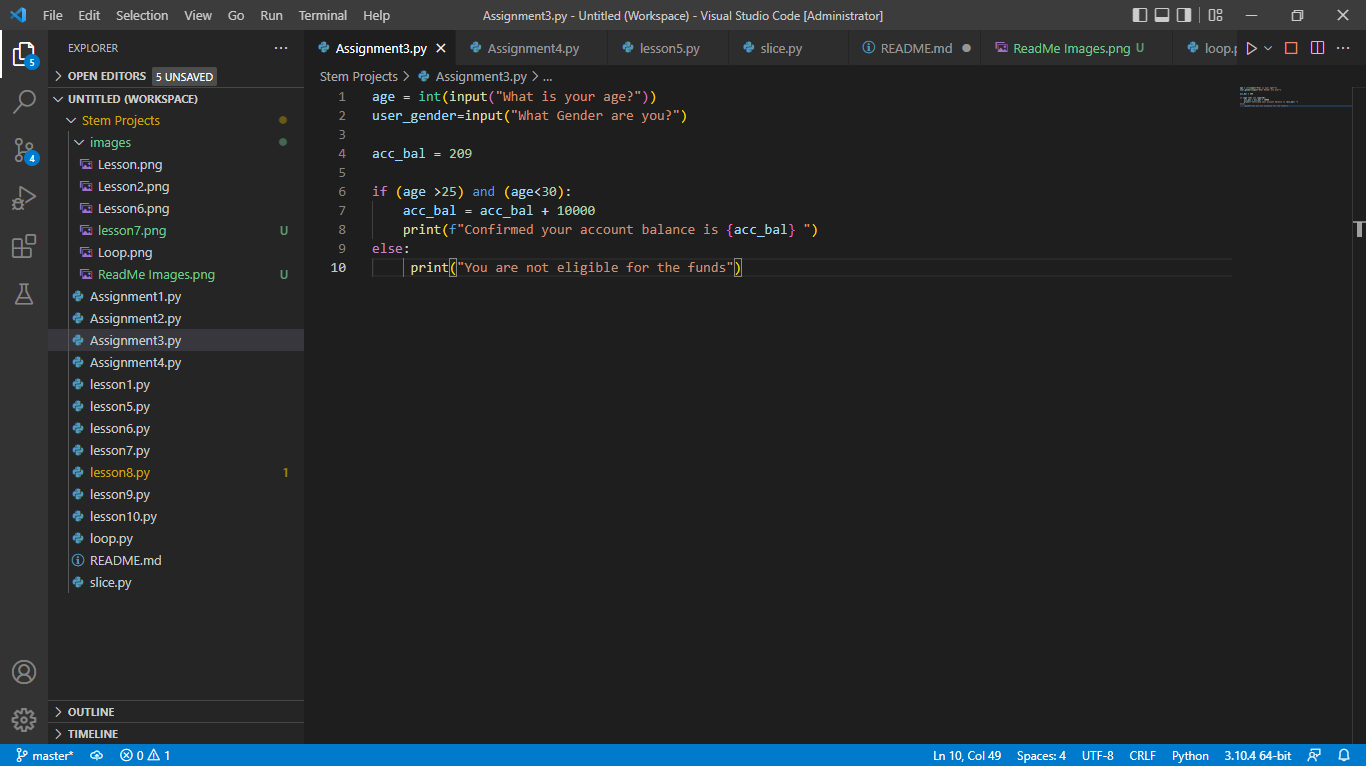 File Edit Selection View Go Run Terminal Help Assignment3.py - Untitled (Workspace) - Visual Studio Code [Administrator]
EXPLORER
OPEN EDITORS 5 UNSAVED
UNTITLED (WORKSPACE)
Stem Projects
images
Lesson.png
Lesson2.png
Lesson6.png
lesson7.png U
Loop.png
ReadMe Images.png U
Assignment1.py
Assignment2.py
Assignment3.py
Assignment4.py
lesson1.py
lesson5.py
lesson6.py
lesson7.py
lesson8.py 1
lesson9.py
lesson10.py
loop.py
README.md
slice.py
OUTLINE
TIMELINE
5
4
Assignment3.py Assignment4.py lesson5.py slice.py README.md ReadMe Images.png U loop.p
Stem Projects > Assignment3.py > ...
1 age = int(input("What is your age?"))
2 user_gender=input("What Gender are you?")
3
4 acc_bal = 209
5
6 if (age >25) and (age<30):
7 acc_bal = acc_bal + 10000
8 print(f"Confirmed your account balance is {acc_bal} ")
9 else:
10 print("You are not eligible for the funds")
master* 0 1 Ln 10, Col 49 Spaces: 4 UTF-8 CRLF Python 3.10.4 64-bit